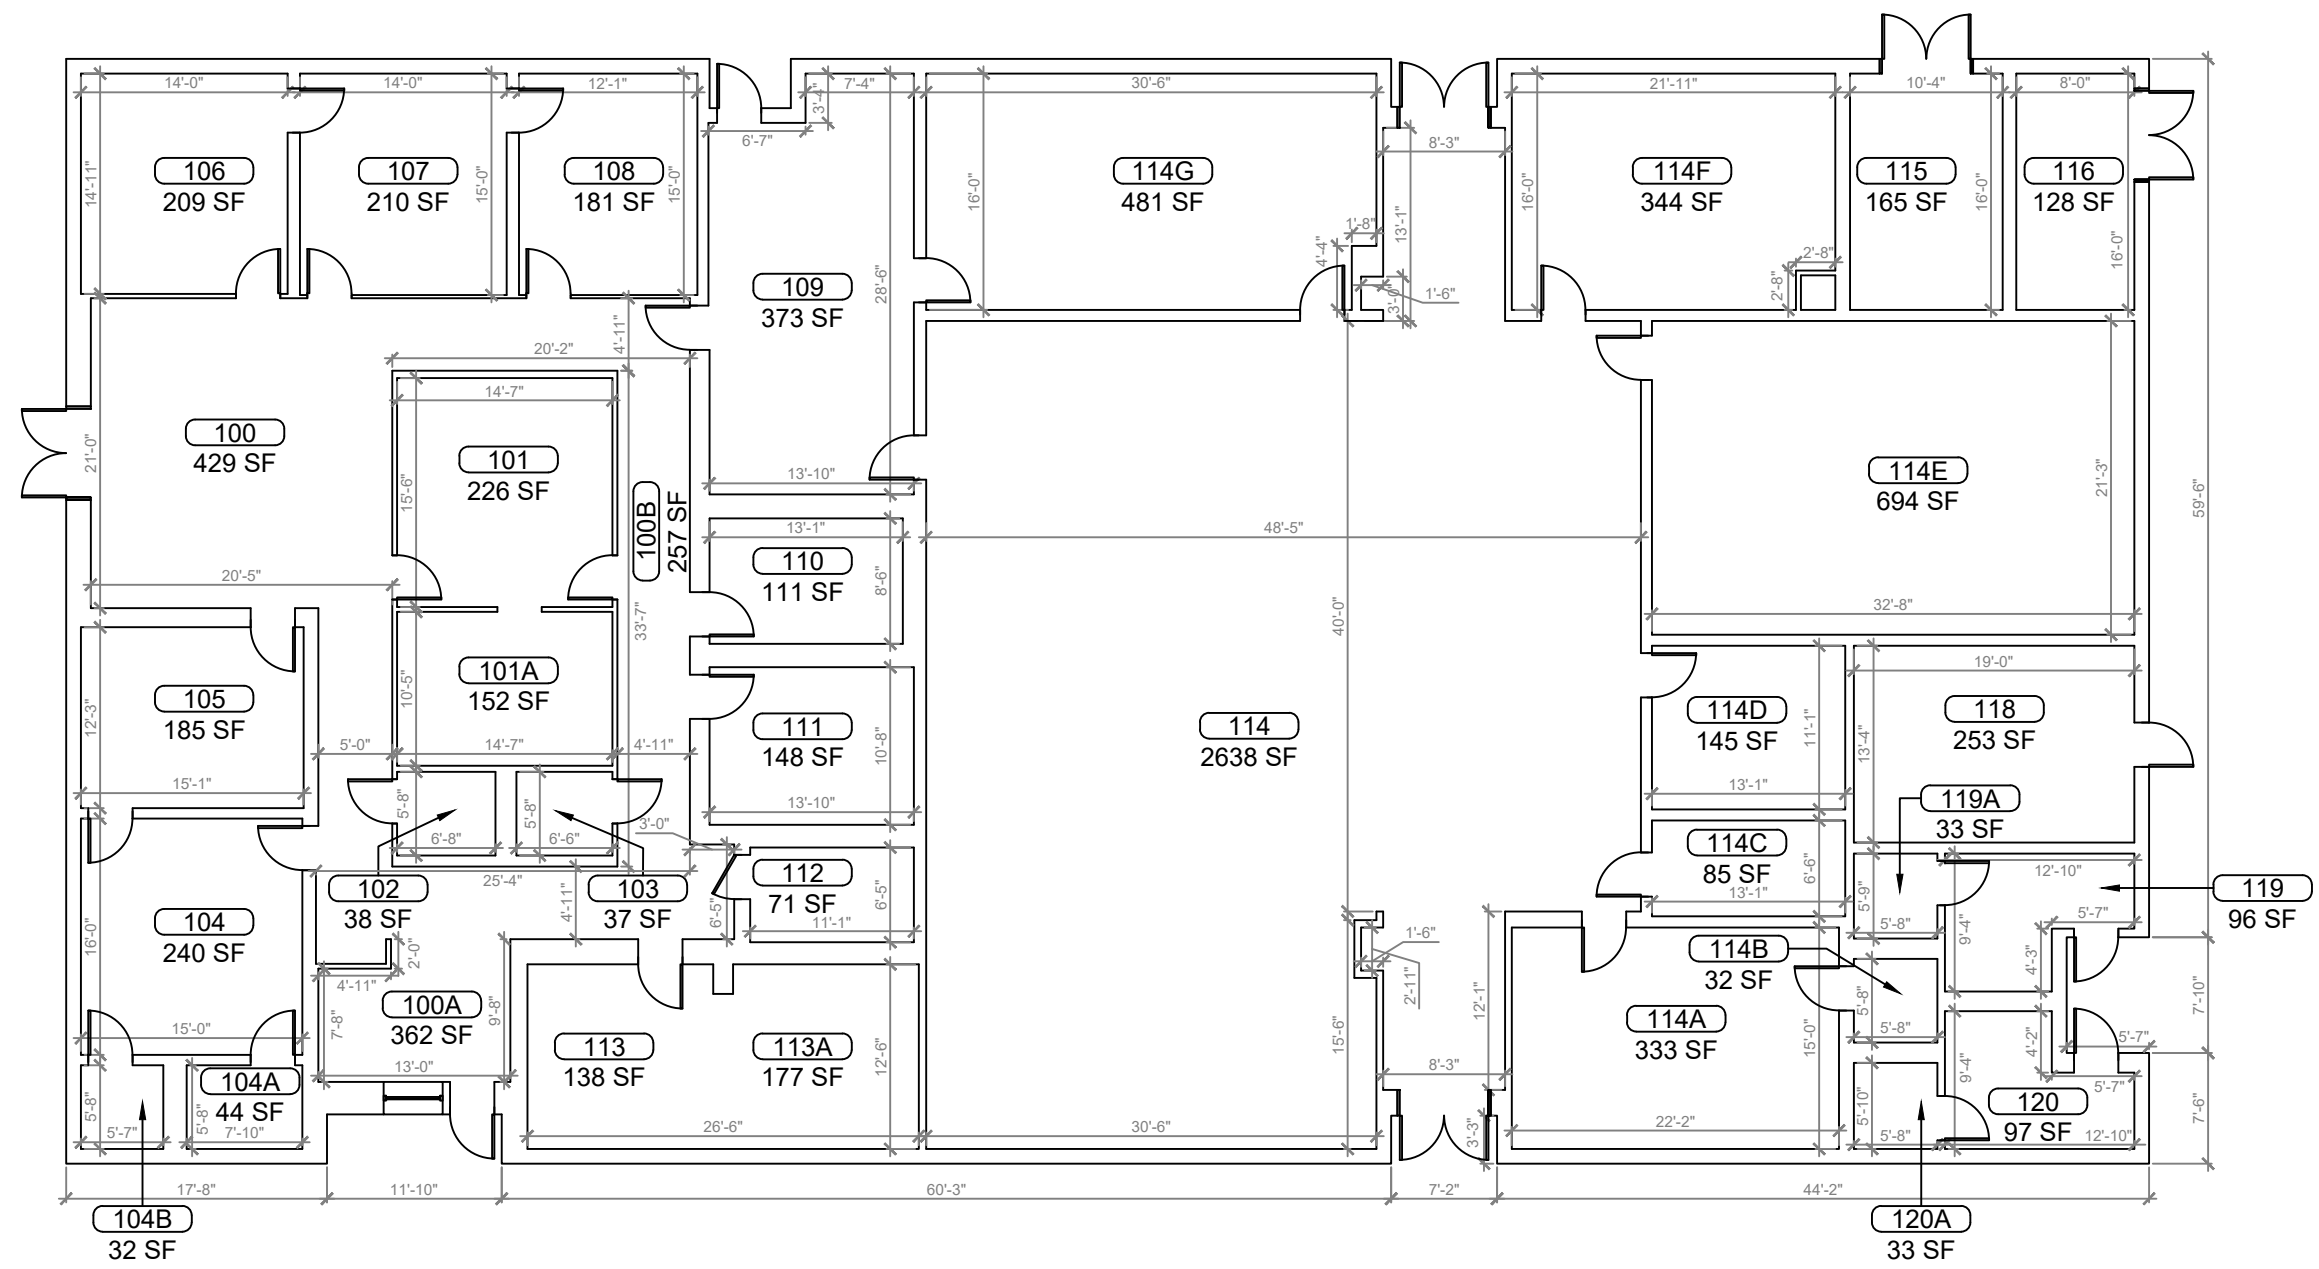 14'-0"
14'-0"
12'-1"
7'-4"
30'-6"
21'-11"
10'-4"
8'-0"
3'-4"
6'-7"
8'-3"
14'-11"
106
209 SF
107
210 SF
15'-0"
108
181 SF
15'-0"
16'-0"
114G
481 SF
1'-8"
4'-4"
13'-1"
1'-6"
3'-0"
16'-0"
114F
344 SF
2'-8"
2'-8"
115
165 SF
16'-0"
116
128 SF
16'-0"
109
373 SF
28'-6"
13'-10"
4'-11"
20'-2"
14'-7"
100
429 SF
21'-0"
20'-5"
101
226 SF
15'-6"
100B
257 SF
33'-7"
13'-1"
110
111 SF
8'-6"
48'-5"
40'-0"
114E
694 SF
21'-3"
32'-8"
59'-6"
105
185 SF
12'-3"
15'-1"
5'-0"
101A
152 SF
10'-5"
14'-7"
4'-11"
111
148 SF
10'-8"
13'-10"
114
2638 SF
114D
145 SF
11'-1"
13'-1"
19'-0"
118
253 SF
13'-4"
119A
33 SF
5'-8"
6'-8"
5'-8"
6'-6"
3'-0"
102
38 SF
25'-4"
103
37 SF
4'-11"
6'-5"
112
71 SF
11'-1"
6'-5"
114C
85 SF
13'-1"
6'-6"
5'-9"
5'-8"
12'-10"
119
96 SF
5'-7"
9'-4"
4'-3"
104
240 SF
16'-0"
15'-0"
2'-0"
4'-11"
100A
362 SF
7'-8"
9'-8"
13'-0"
113
138 SF
113A
177 SF
12'-6"
26'-6"
1'-6"
2'-11"
12'-1"
15'-6"
30'-6"
8'-3"
3'-3"
114B
32 SF
5'-8"
5'-8"
114A
333 SF
15'-0"
22'-2"
7'-10"
5'-7"
4'-2"
9'-4"
5'-7"
120
97 SF
12'-10"
7'-6"
5'-10"
5'-8"
104A
44 SF
5'-8"
7'-10"
5'-8"
5'-7"
17'-8"
11'-10"
60'-3"
7'-2"
44'-2"
104B
32 SF
120A
33 SF